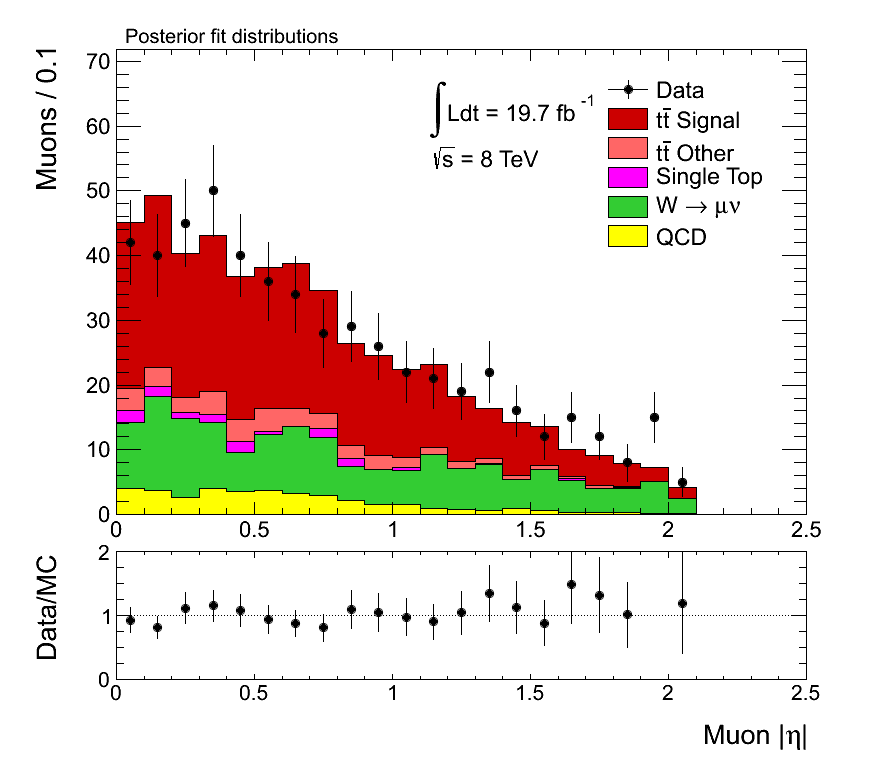 Posterior fit distributions
Muons / 0.1
70
60
50
40
30
20
10
0
∫ Ldt = 19.7 fb⁻¹
√s = 8 TeV
Data
tt̄ Signal
tt̄ Other
Single Top
W → μν
QCD
0 0.5 1 1.5 2 2.5
Data/MC
2
1
0
0 0.5 1 1.5 2 2.5
Muon |η|